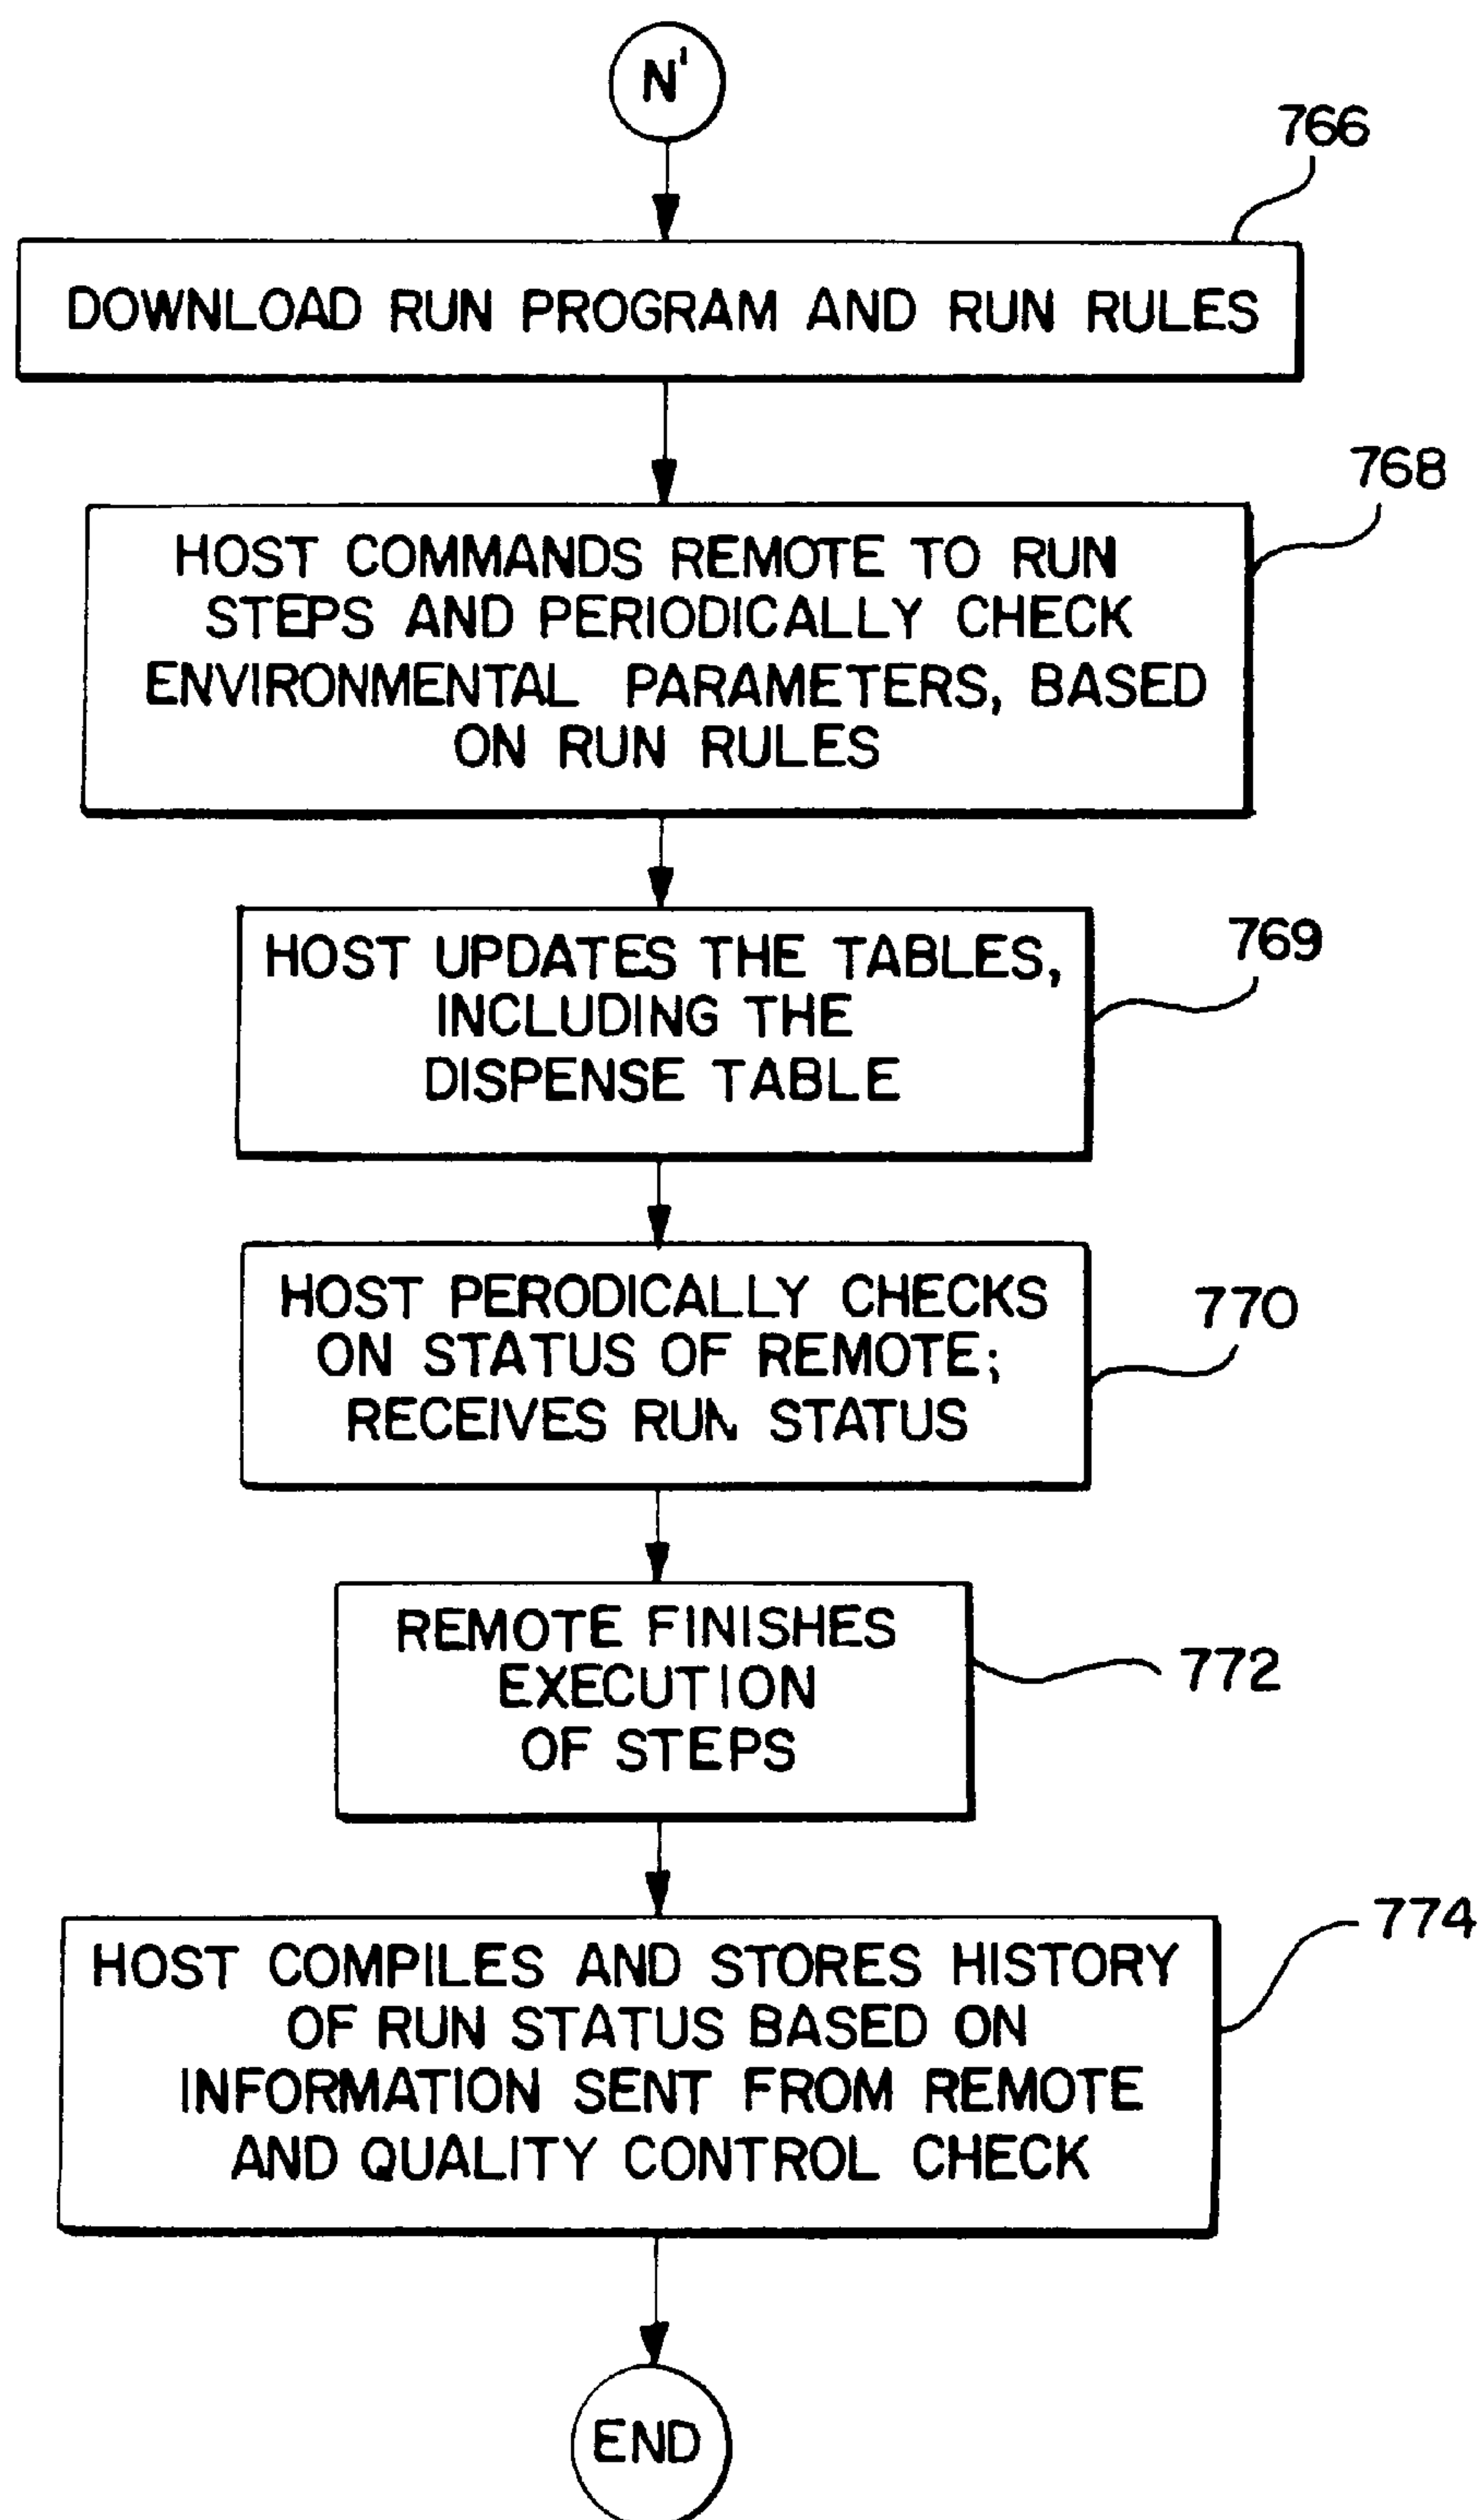 N'
766
DOWNLOAD RUN PROGRAM AND RUN RULES
768
HOST COMMANDS REMOTE TO RUN
STEPS AND PERIODICALLY CHECK
ENVIRONMENTAL PARAMETERS, BASED
ON RUN RULES
769
HOST UPDATES THE TABLES,
INCLUDING THE
DISPENSE TABLE
770
HOST PERODICALLY CHECKS
ON STATUS OF REMOTE;
RECEIVES RUN STATUS
772
REMOTE FINISHES
EXECUTION
OF STEPS
774
HOST COMPILES AND STORES HISTORY
OF RUN STATUS BASED ON
INFORMATION SENT FROM REMOTE
AND QUALITY CONTROL CHECK
END